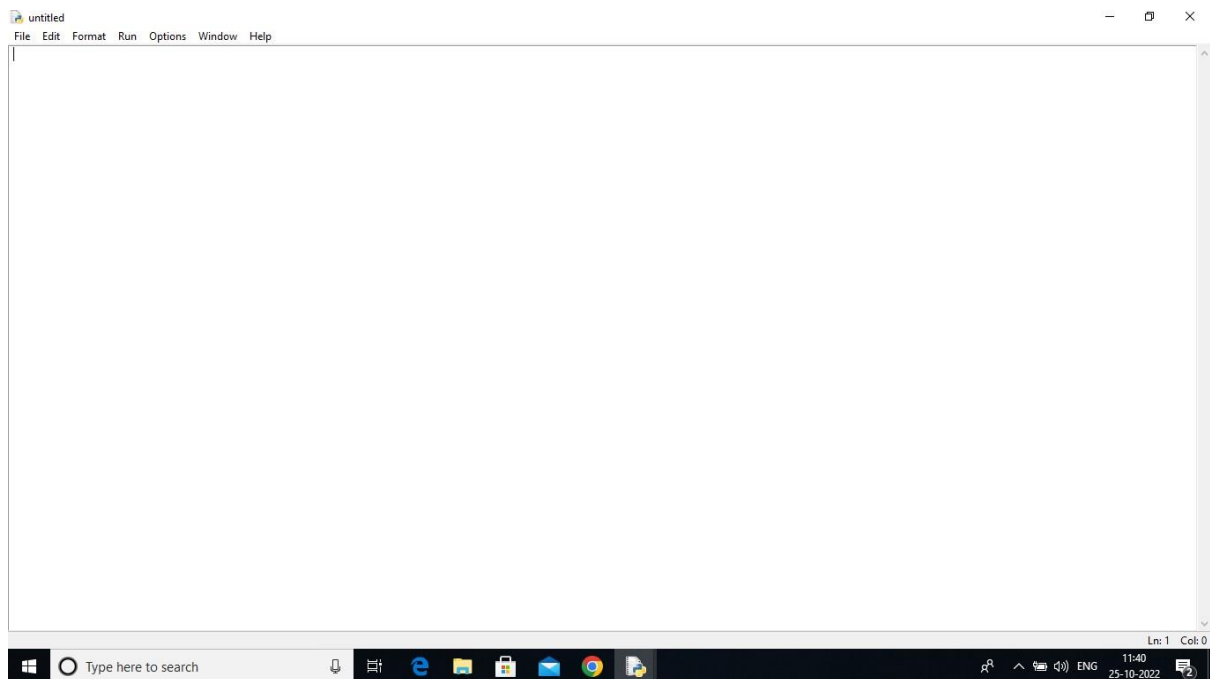 untitled
File Edit Format Run Options Window Help
Ln: 1 Col: 0
Type here to search
ENG
11:40
25-10-2022
2